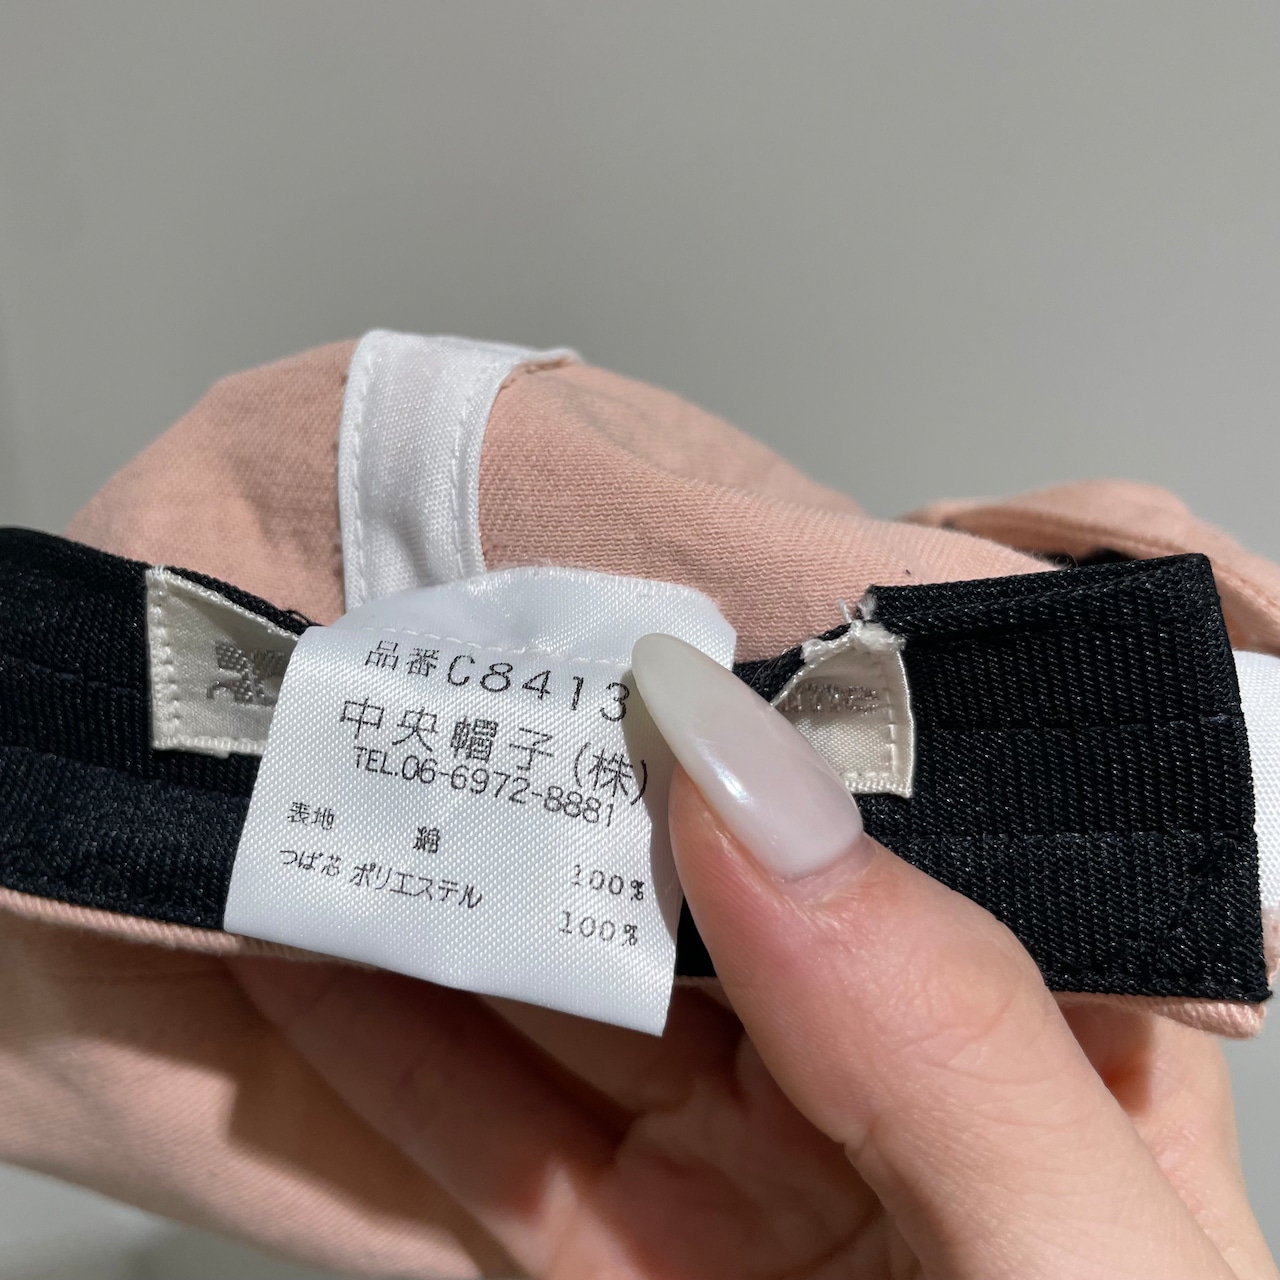 品番C8413
中央帽子(株)
TEL.06-6972-8881
表地 綿 100%
つば芯 ポリエステル 100%